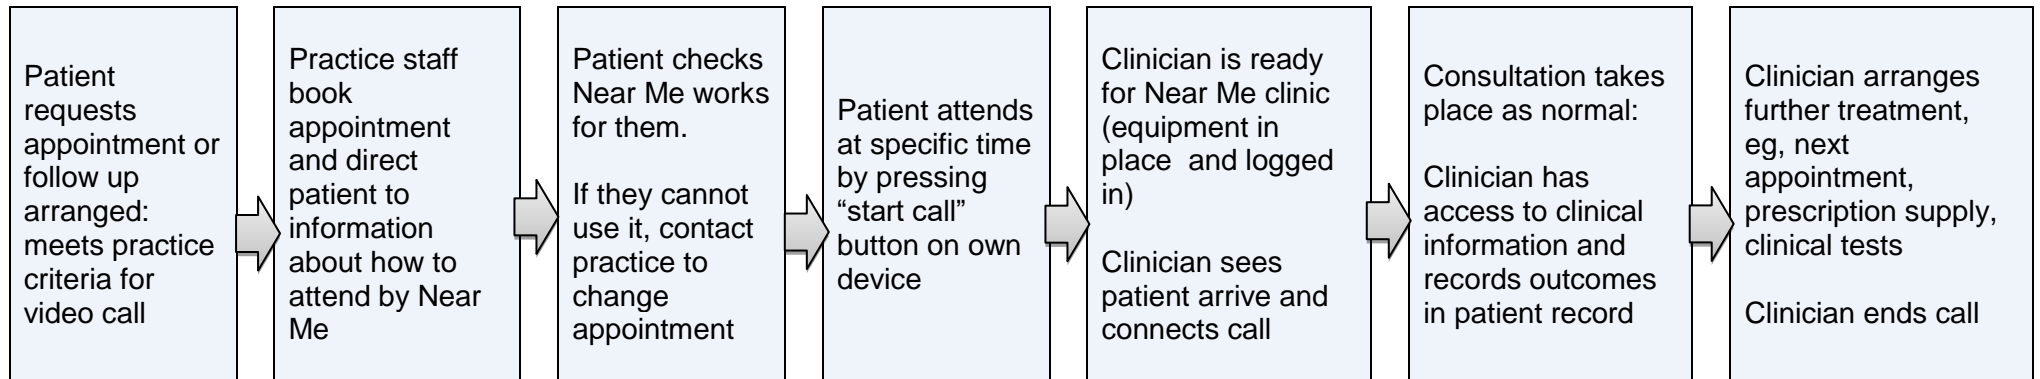 Patient
requests
appointment or
follow up
arranged:
meets practice
criteria for
video call
Practice staff
book
appointment
and direct
patient to
information
about how to
attend by Near
Me
Patient checks
Near Me works
for them.
If they cannot
use it, contact
practice to
change
appointment
Patient attends
at specific time
by pressing
“start call”
button on own
device
Clinician is ready
for Near Me clinic
(equipment in
place and logged
in)
Clinician sees
patient arrive and
connects call
Consultation takes
place as normal:
Clinician has
access to clinical
information and
records outcomes
in patient record
Clinician arranges
further treatment,
eg, next
appointment,
prescription supply,
clinical tests
Clinician ends call